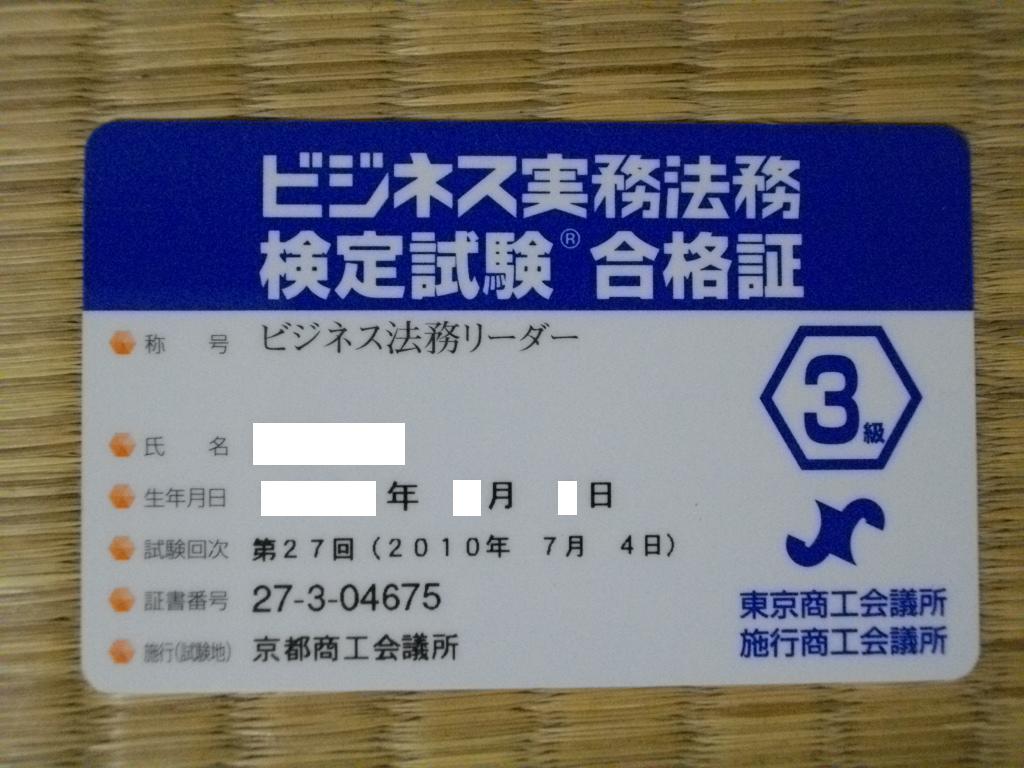 ビジネス実務法務
検定試験® 合格証
称 号 ビジネス法務リーダー
3級
氏 名
生年月日 年 月 日
試験回次 第27回(2010年 7月 4日)
証書番号 27-3-04675
施行(試験地) 京都商工会議所
東京商工会議所
施行商工会議所